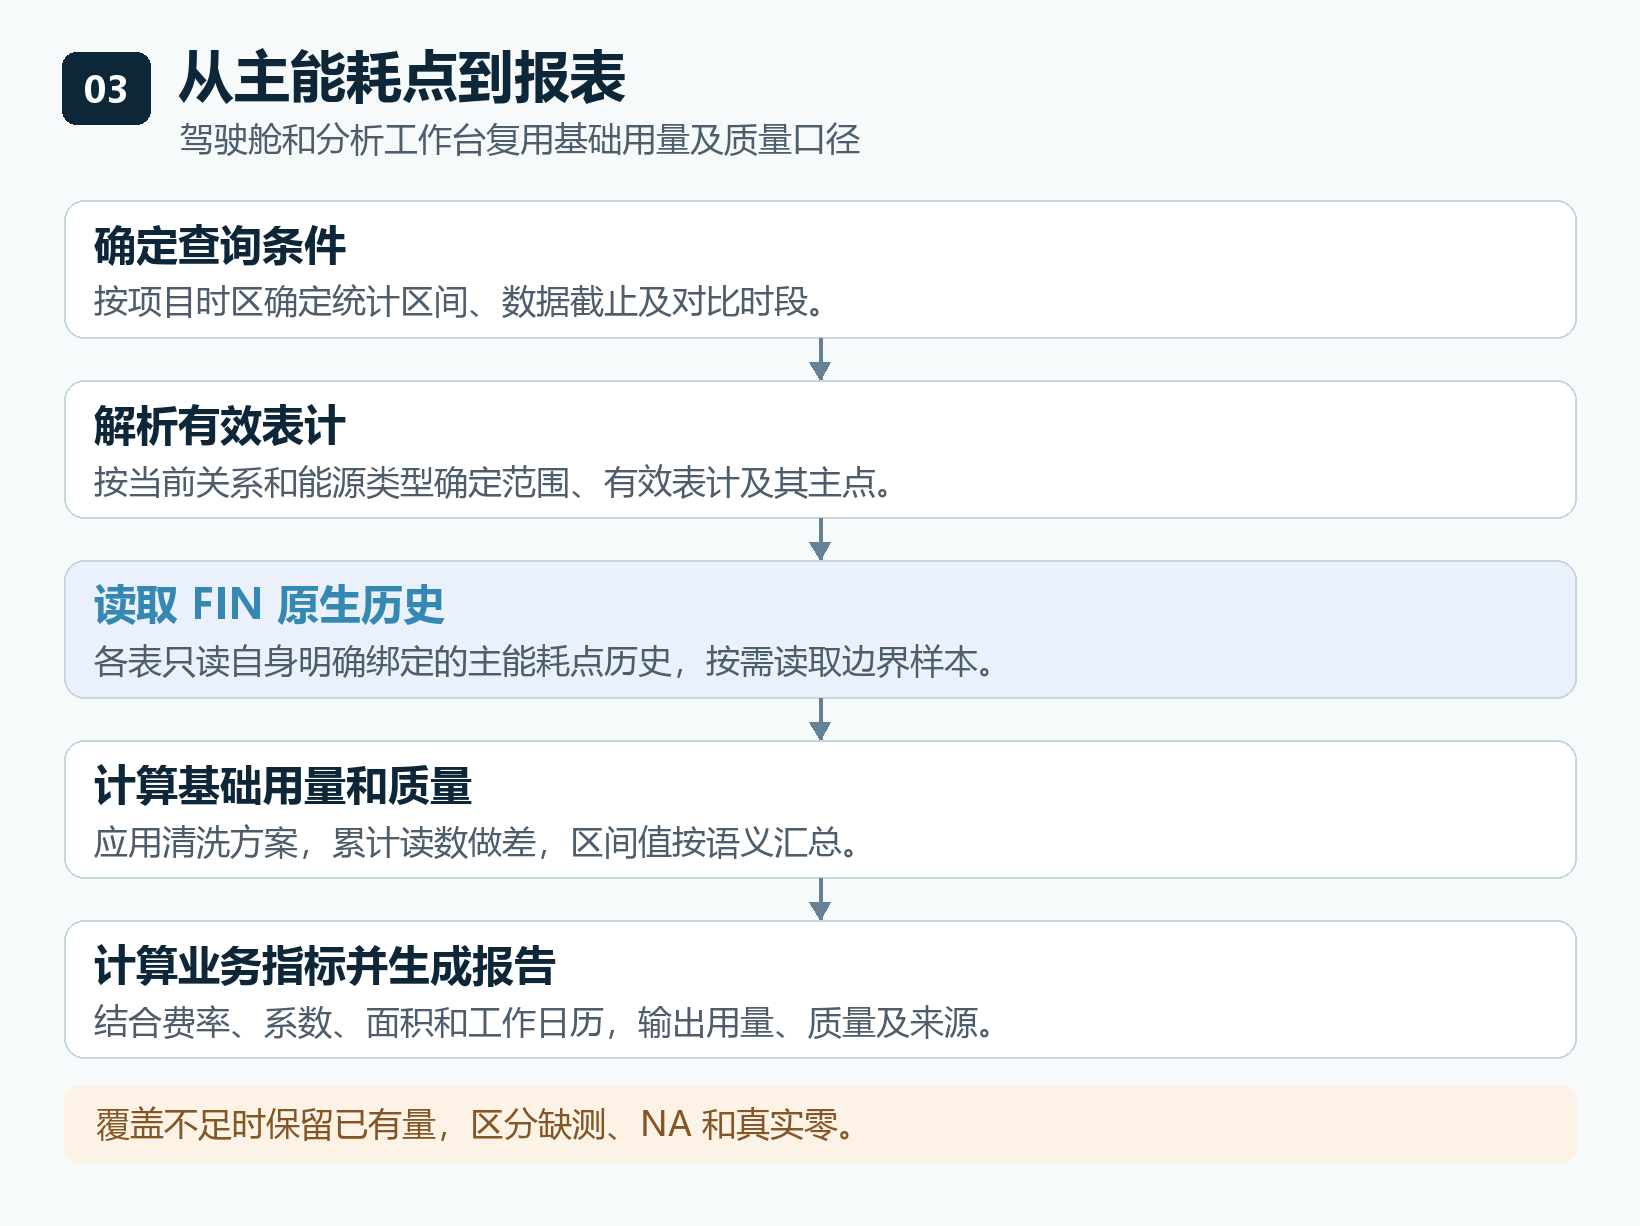 03
从主能耗点到报表
驾驶舱和分析工作台复用基础用量及质量口径
确定查询条件
按项目时区确定统计区间、数据截止及对比时段。
解析有效表计
按当前关系和能源类型确定范围、有效表计及其主点。
读取 FIN 原生历史
各表只读自身明确绑定的主能耗点历史，按需读取边界样本。
计算基础用量和质量
应用清洗方案，累计读数做差，区间值按语义汇总。
计算业务指标并生成报告
结合费率、系数、面积和工作日历，输出用量、质量及来源。
覆盖不足时保留已有量，区分缺测、NA 和真实零。